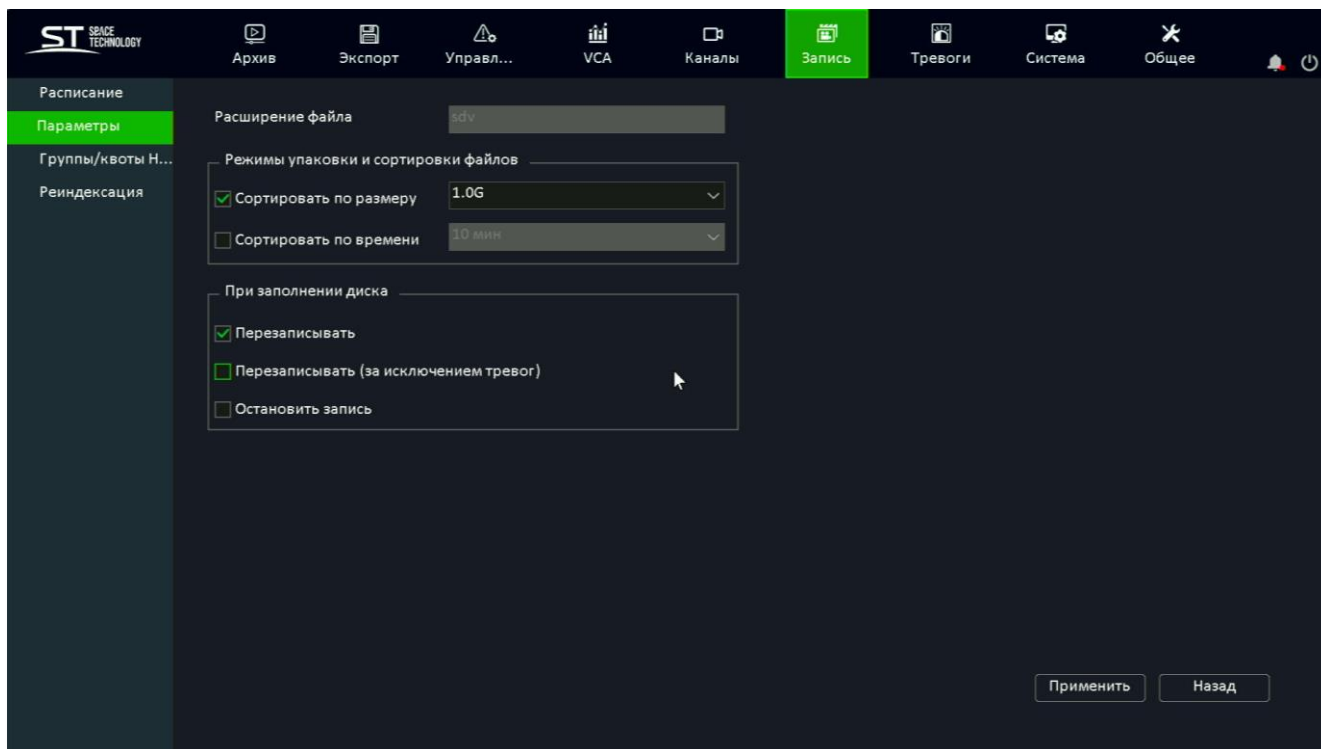 ST SPACE TECHNOLOGY
Архив Экспорт Управл... VCA Каналы Запись Тревоги Система Общее
Расписание
Параметры
Группы/квоты H...
Реиндексация
Расширение файла sdv
Режимы упаковки и сортировки файлов
Сортировать по размеру 1.0G
Сортировать по времени 10 мин
При заполнении диска
Перезаписывать
Перезаписывать (за исключением тревог)
Остановить запись
Применить Назад